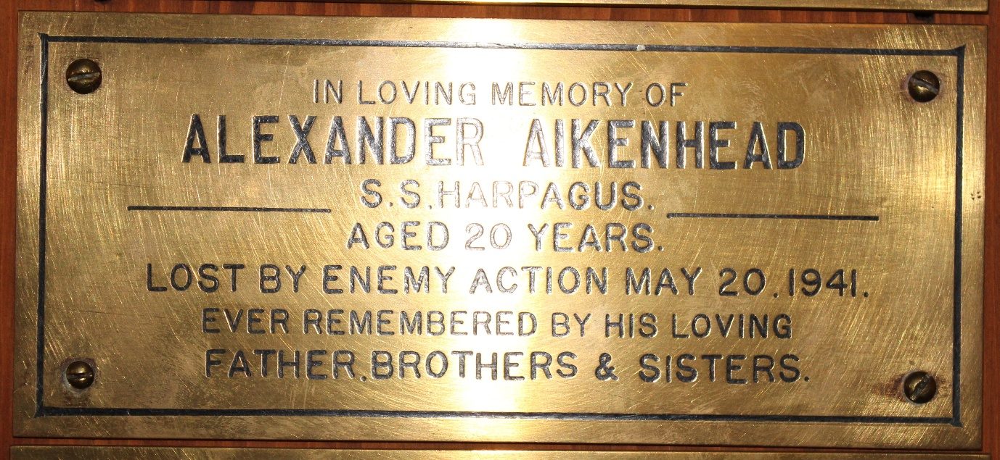 IN LOVING MEMORY OF
ALEXANDER AIKENHEAD
S.S.HARPAGUS.
AGED 20 YEARS.
LOST BY ENEMY ACTION MAY 20.1941.
EVER REMEMBERED BY HIS LOVING
FATHER,BROTHERS & SISTERS.